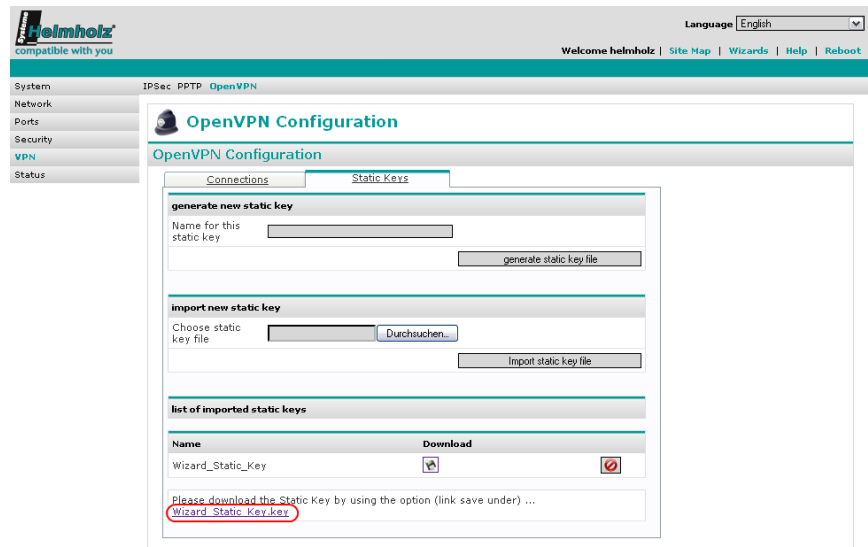 Systeme
Helmholz
compatible with you
Language English
Welcome helmholz | Site Map | Wizards | Help | Reboot
System
Network
Ports
Security
VPN
Status
IPSec PPTP OpenVPN
OpenVPN Configuration
OpenVPN Configuration
Connections Static Keys
generate new static key
Name for this
static key
generate static key file
import new static key
Choose static
key file
Durchsuchen...
Import static key file
list of imported static keys
Name Download
Wizard_Static_Key
Please download the Static Key by using the option (link save under) ...
Wizard_Static_Key.key